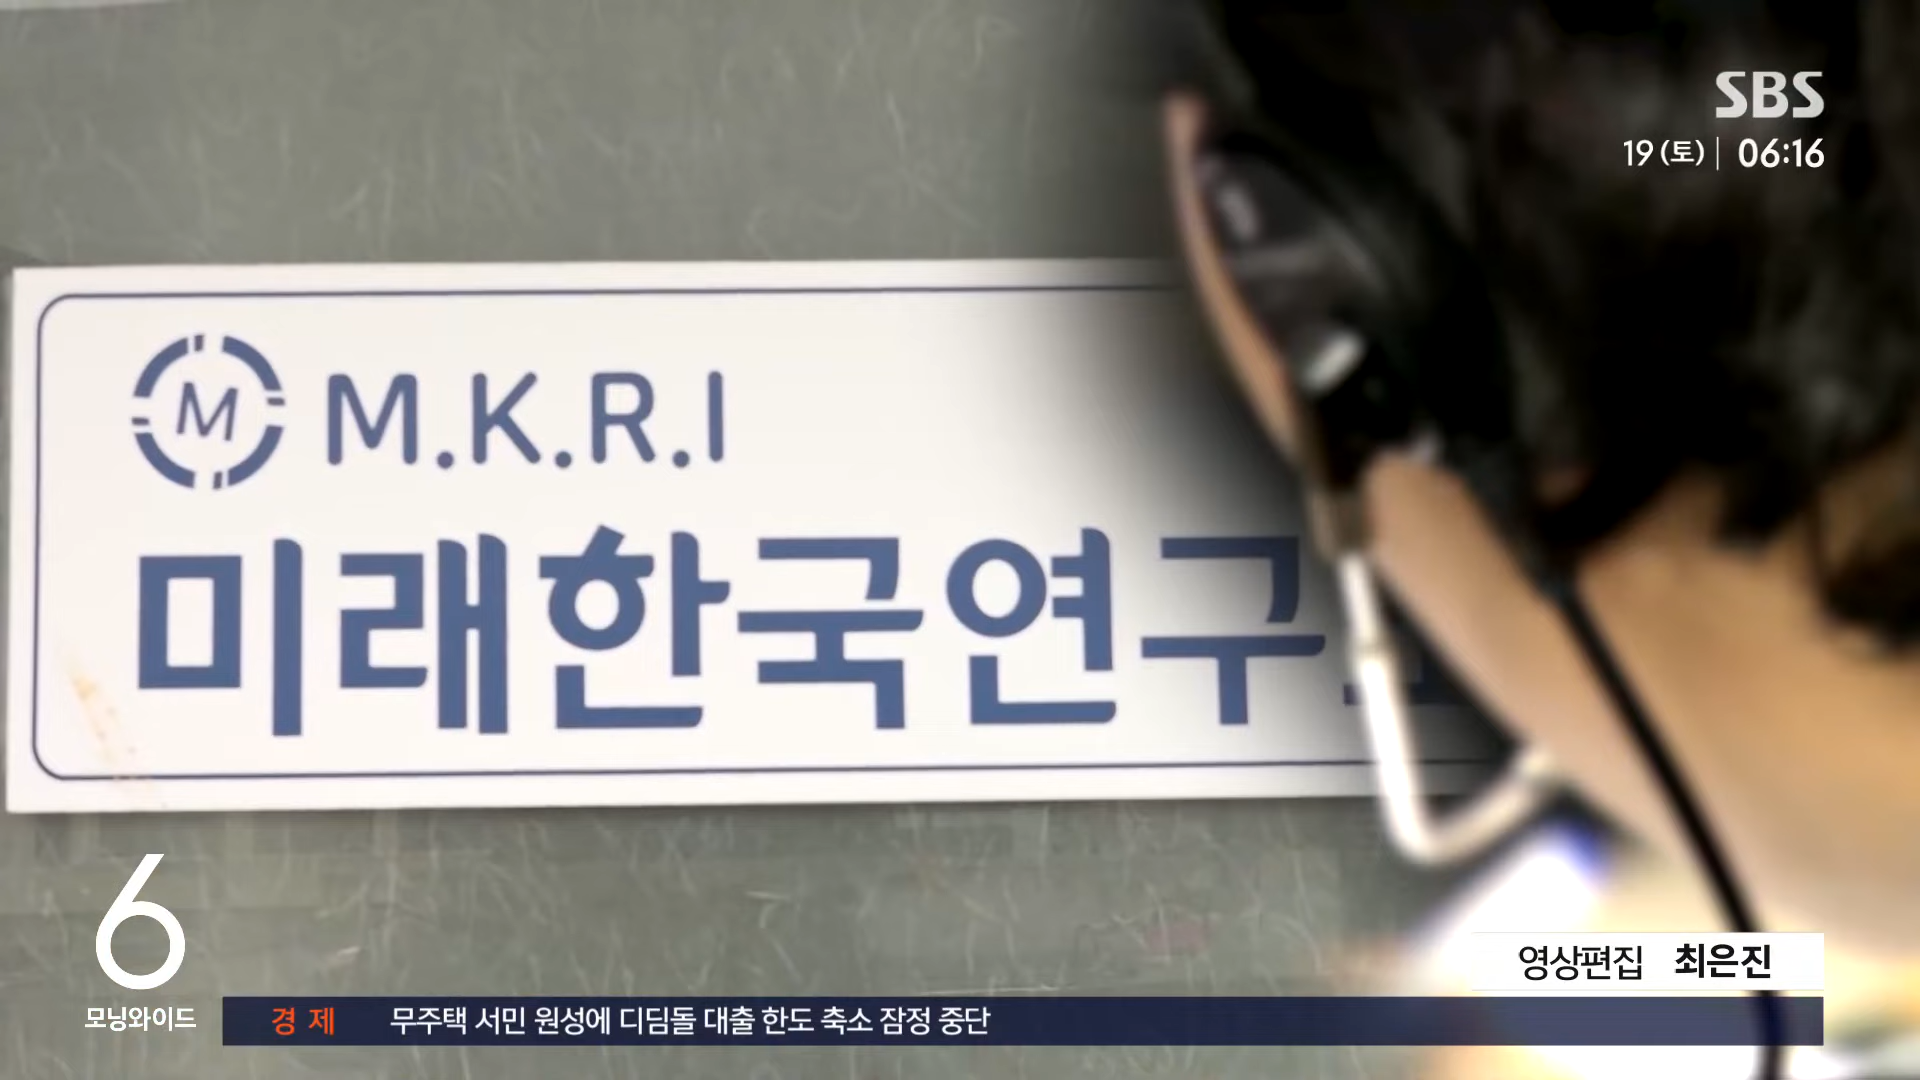 SBS
19 (토) | 06:16
M
M.K.R.I
미래한국연구소
6
모닝와이드
영상편집 최은진
경제 무주택 서민 원성에 디딤돌 대출 한도 축소 잠정 중단